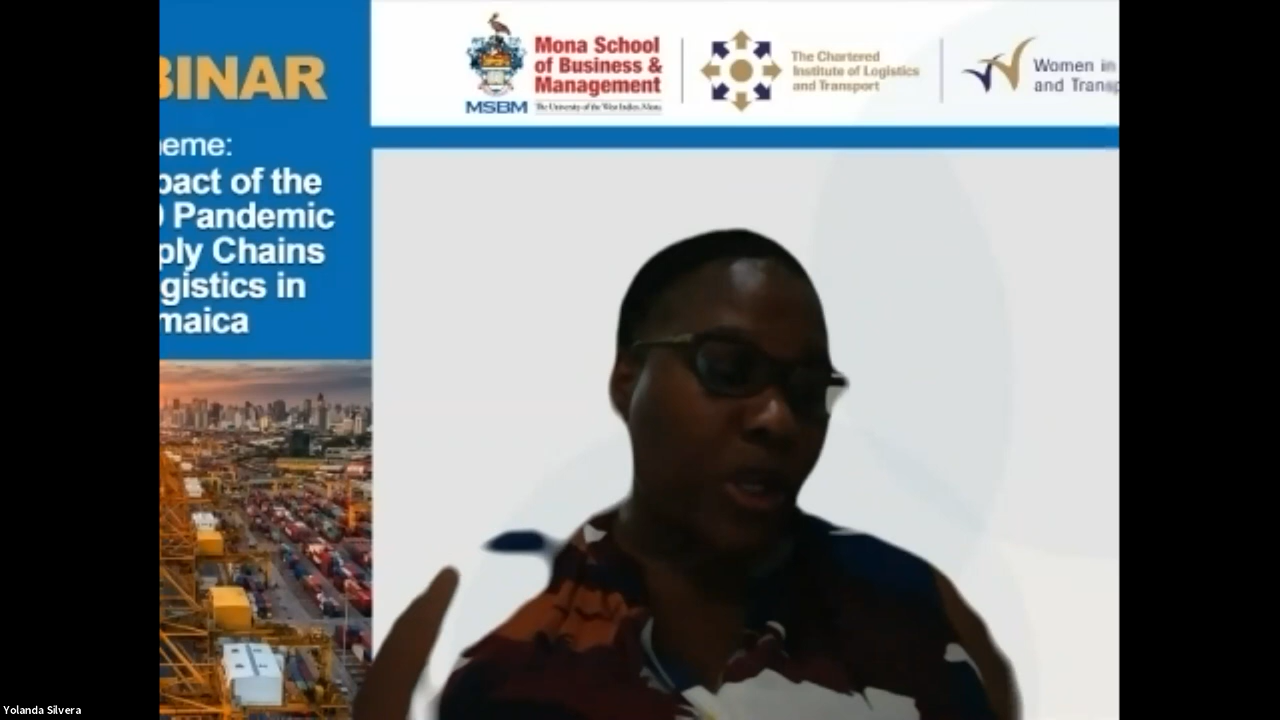 BINAR
eme:
pact of the
Pandemic
ply Chains
gistics in
maica
MSBM
Mona School
of Business &
Management
The University of the West Indies, Mona
The Chartered
Institute of Logistics
and Transport
Women in
and Transp
Yolanda Silvera